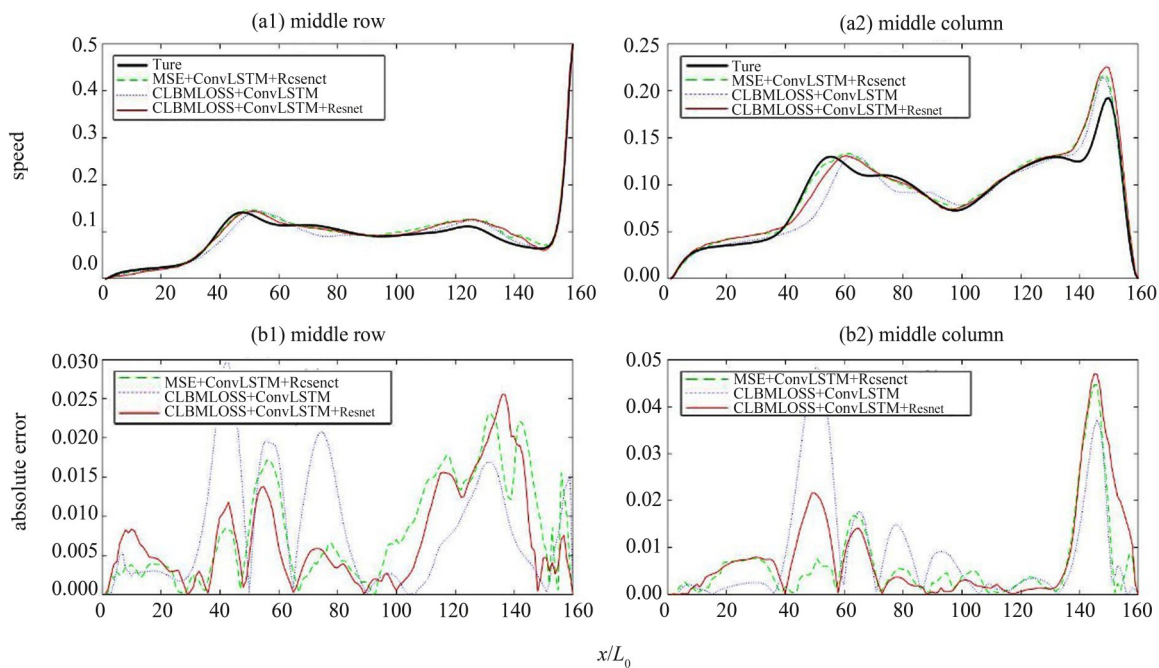 (a1) middle row
(a2) middle column
speed
0.5
0.4
0.3
0.2
0.1
0.0
Ture
MSE+ConvLSTM+Rcsenct
CLBMLOSS+ConvLSTM
CLBMLOSS+ConvLSTM+Resnet
0 20 40 60 80 100 120 140 160
0.25
0.20
0.15
0.10
0.05
0.00
Ture
MSE+ConvLSTM+Rcsenct
CLBMLOSS+ConvLSTM
CLBMLOSS+ConvLSTM+Resnet
0 20 40 60 80 100 120 140 160
(b1) middle row
(b2) middle column
absolute error
0.030
0.025
0.020
0.015
0.010
0.005
0.000
MSE+ConvLSTM+Rcsenct
CLBMLOSS+ConvLSTM
CLBMLOSS+ConvLSTM+Resnet
0 20 40 60 80 100 120 140 160
0.05
0.04
0.03
0.02
0.01
0.00
MSE+ConvLSTM+Rcsenct
CLBMLOSS+ConvLSTM
CLBMLOSS+ConvLSTM+Resnet
0 20 40 60 80 100 120 140 160
x/L₀